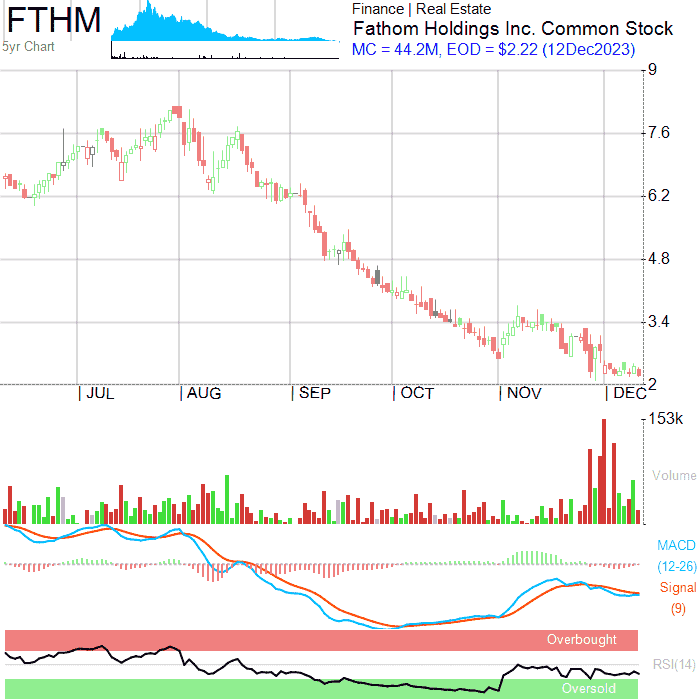 FTHM
5yr Chart
Finance | Real Estate
Fathom Holdings Inc. Common Stock
MC = 44.2M, EOD = $2.22 (12Dec2023)
9
7.6
6.2
4.8
3.4
2
| JUL | AUG | SEP | OCT | NOV | DEC
153k
Volume
MACD
(12-26)
Signal
(9)
Overbought
RSI(14)
Oversold